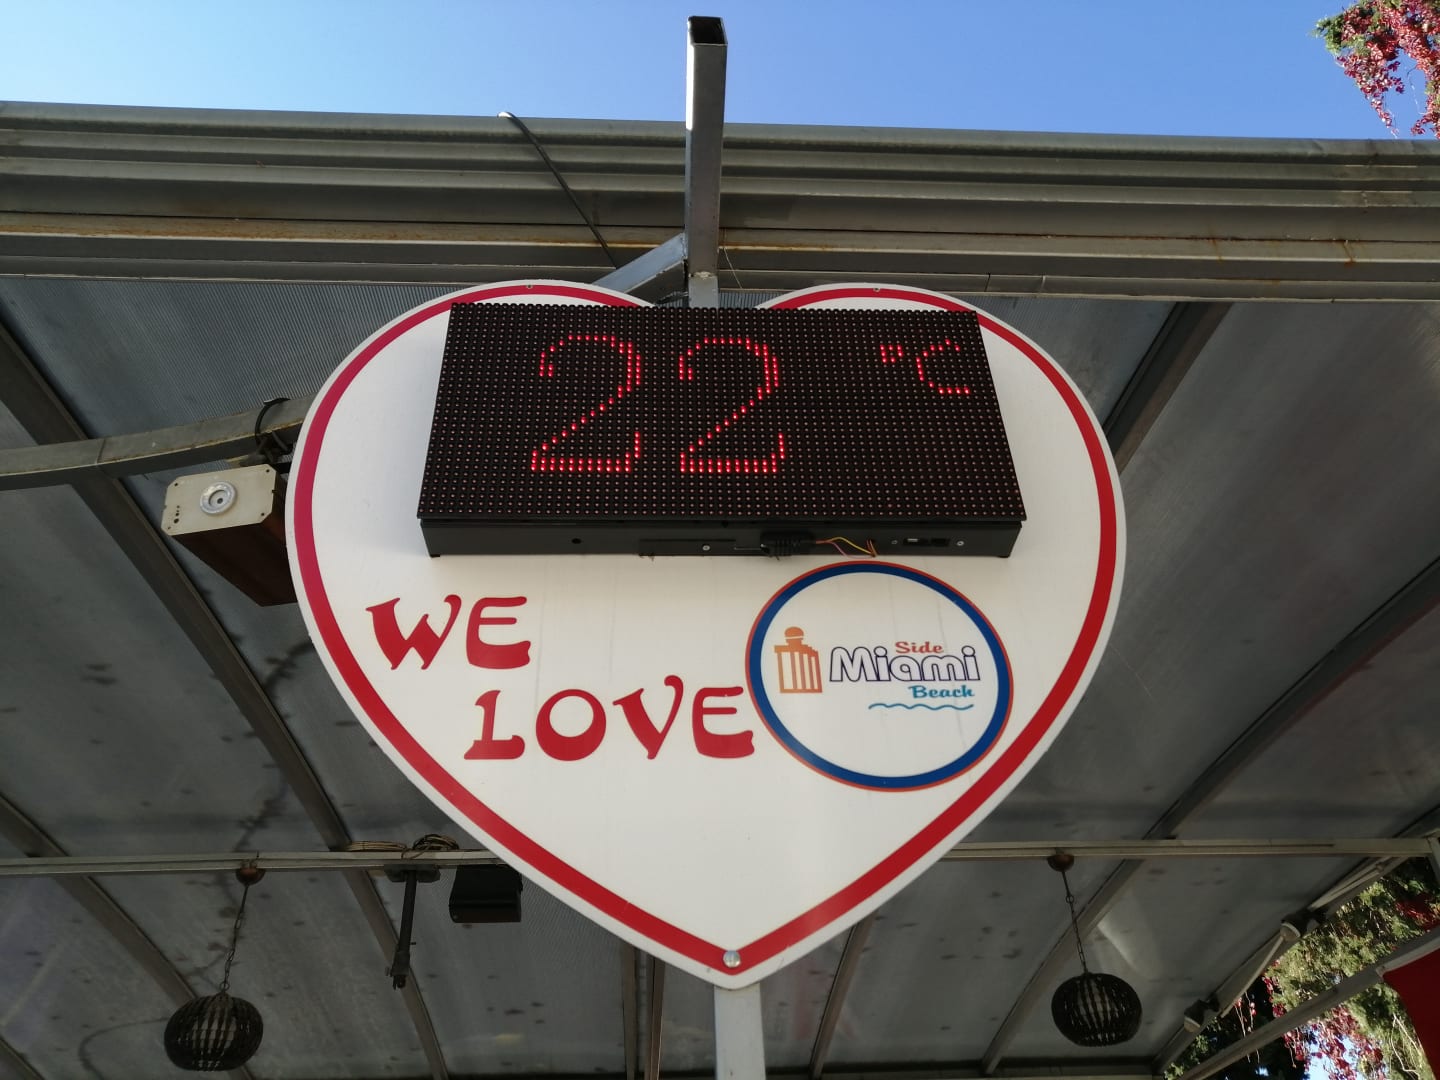 22 °C
WE
LOVE
Side
Miami
Beach